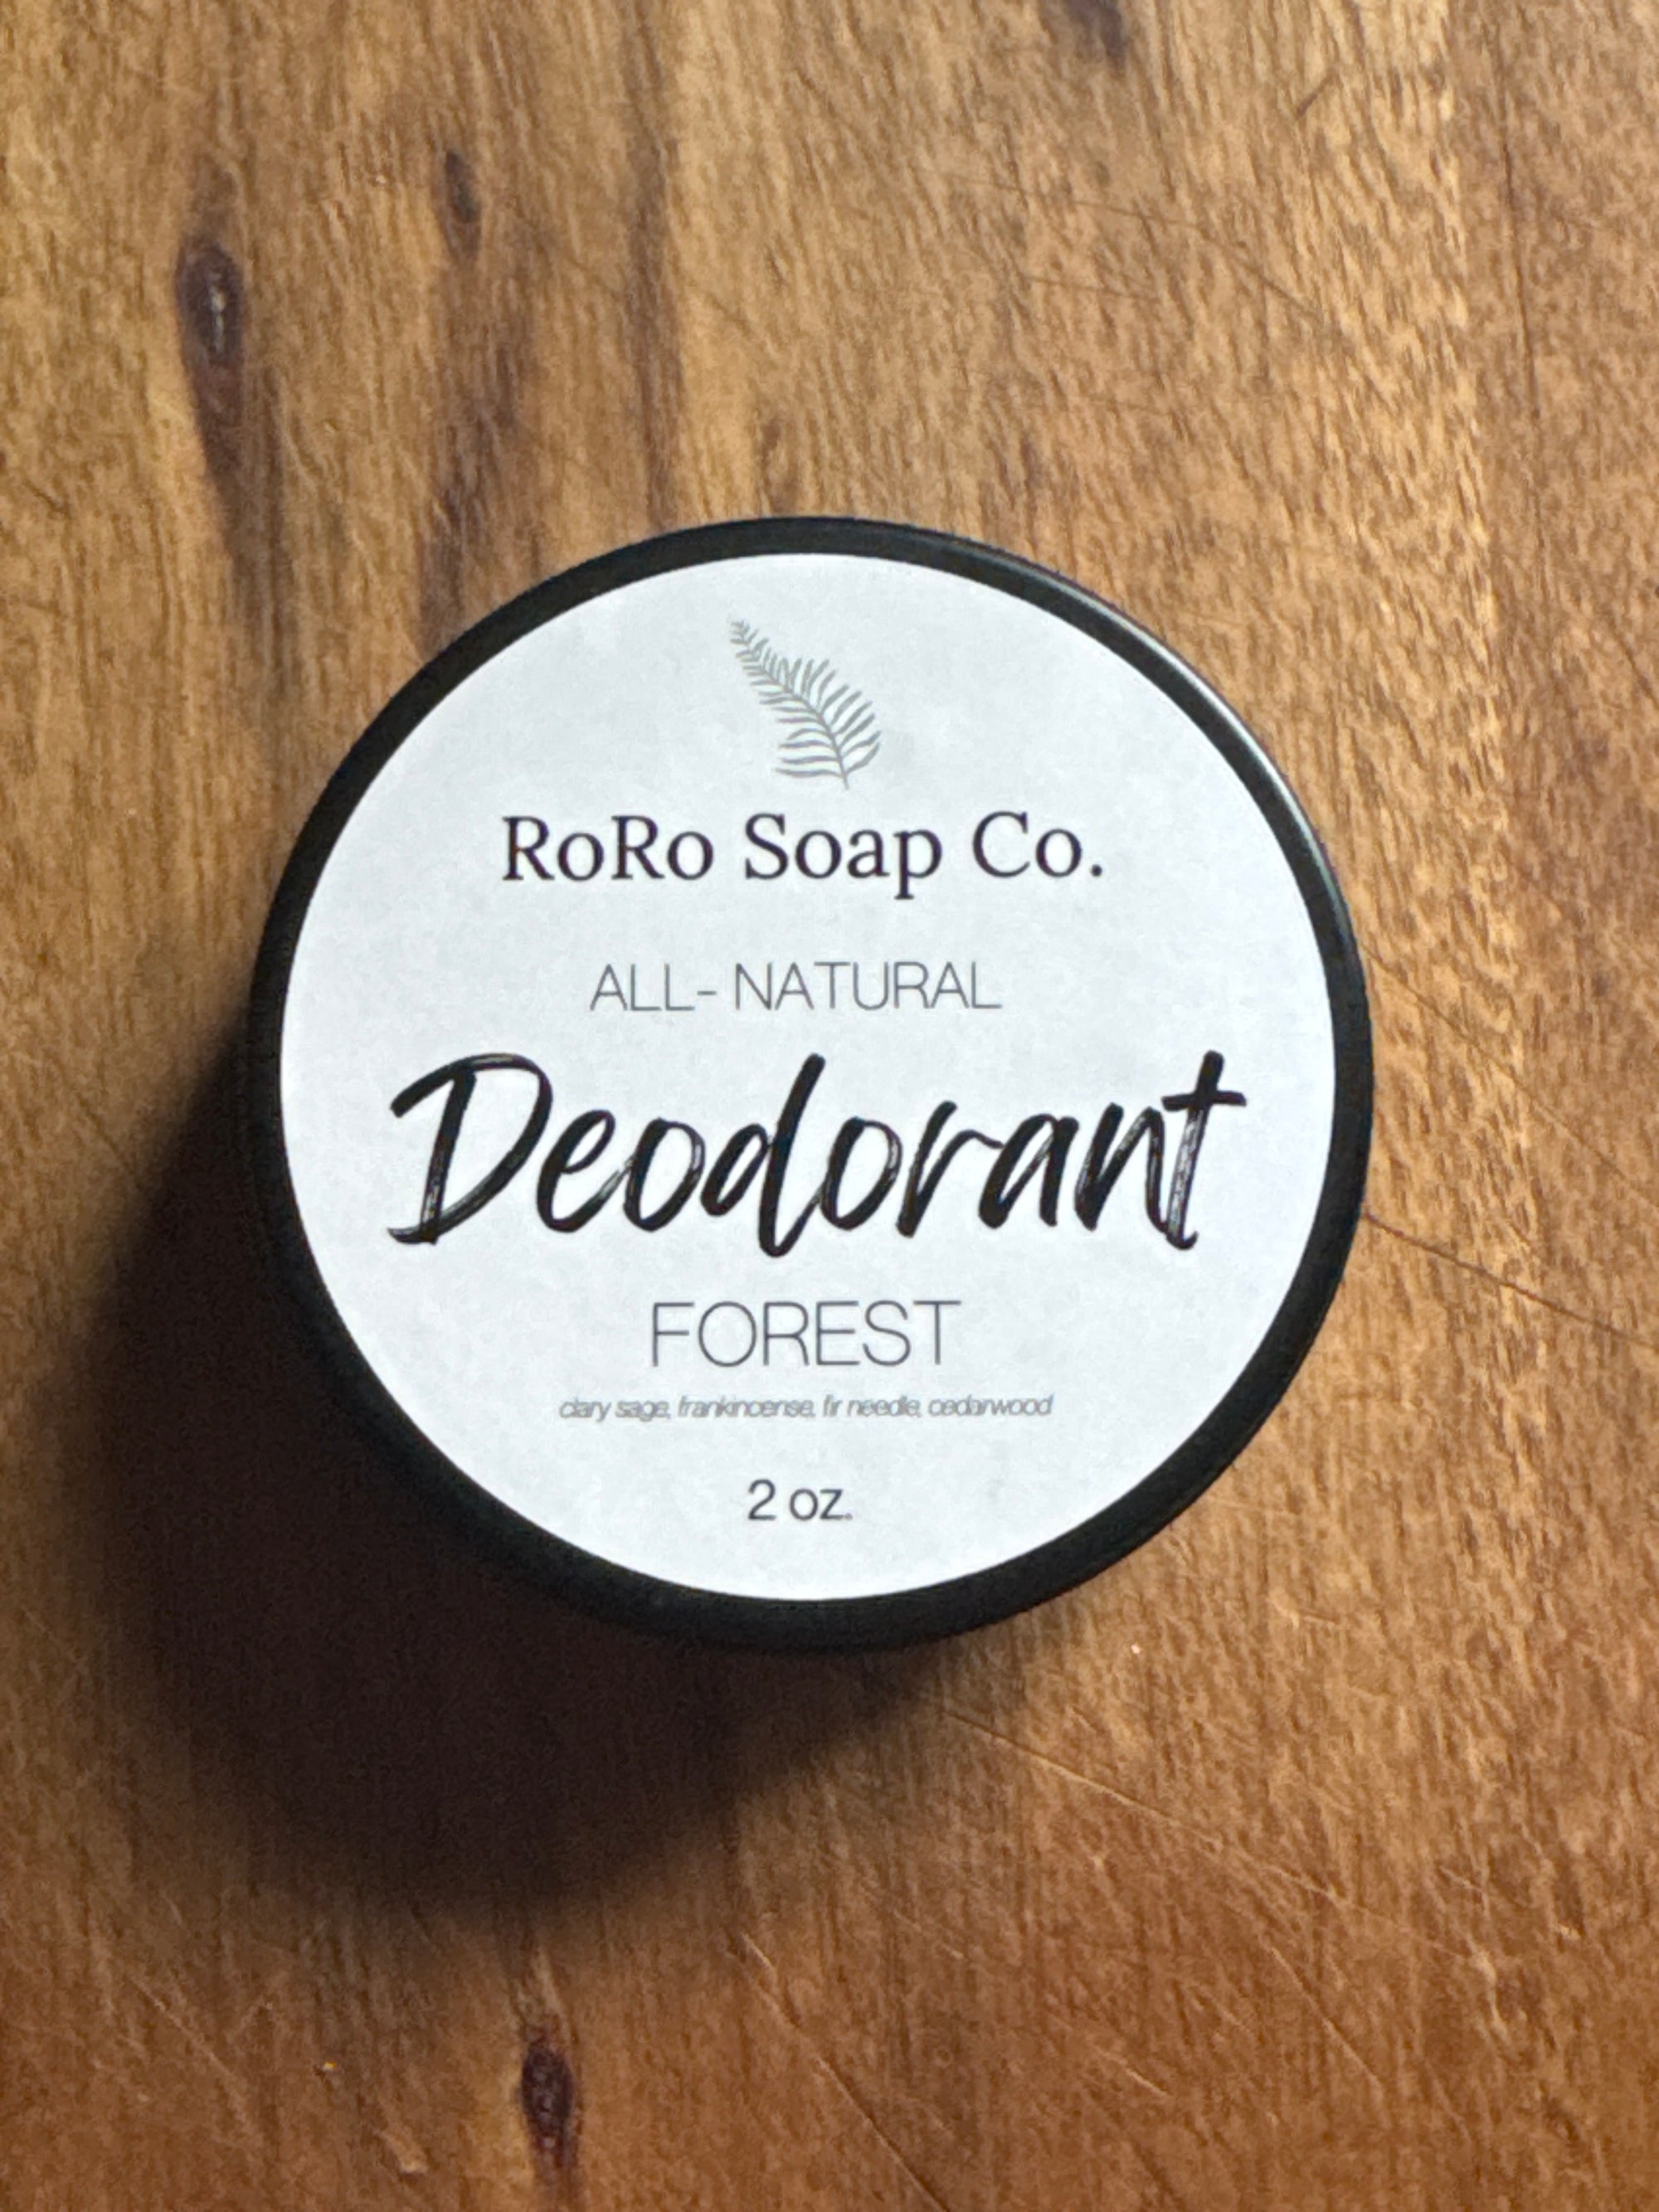 RoRo Soap Co.
ALL- NATURAL
Deodorant
FOREST
clary sage, frankincense, fir needle, cedarwood
2 oz.